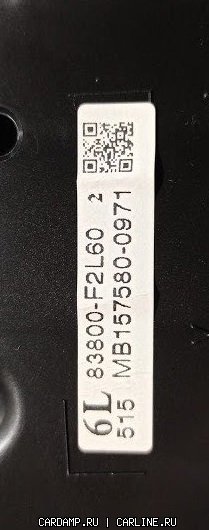 6L 83800-F2L60 2
515 MB157580-0971
CARDAMP.RU | CARLINE.RU